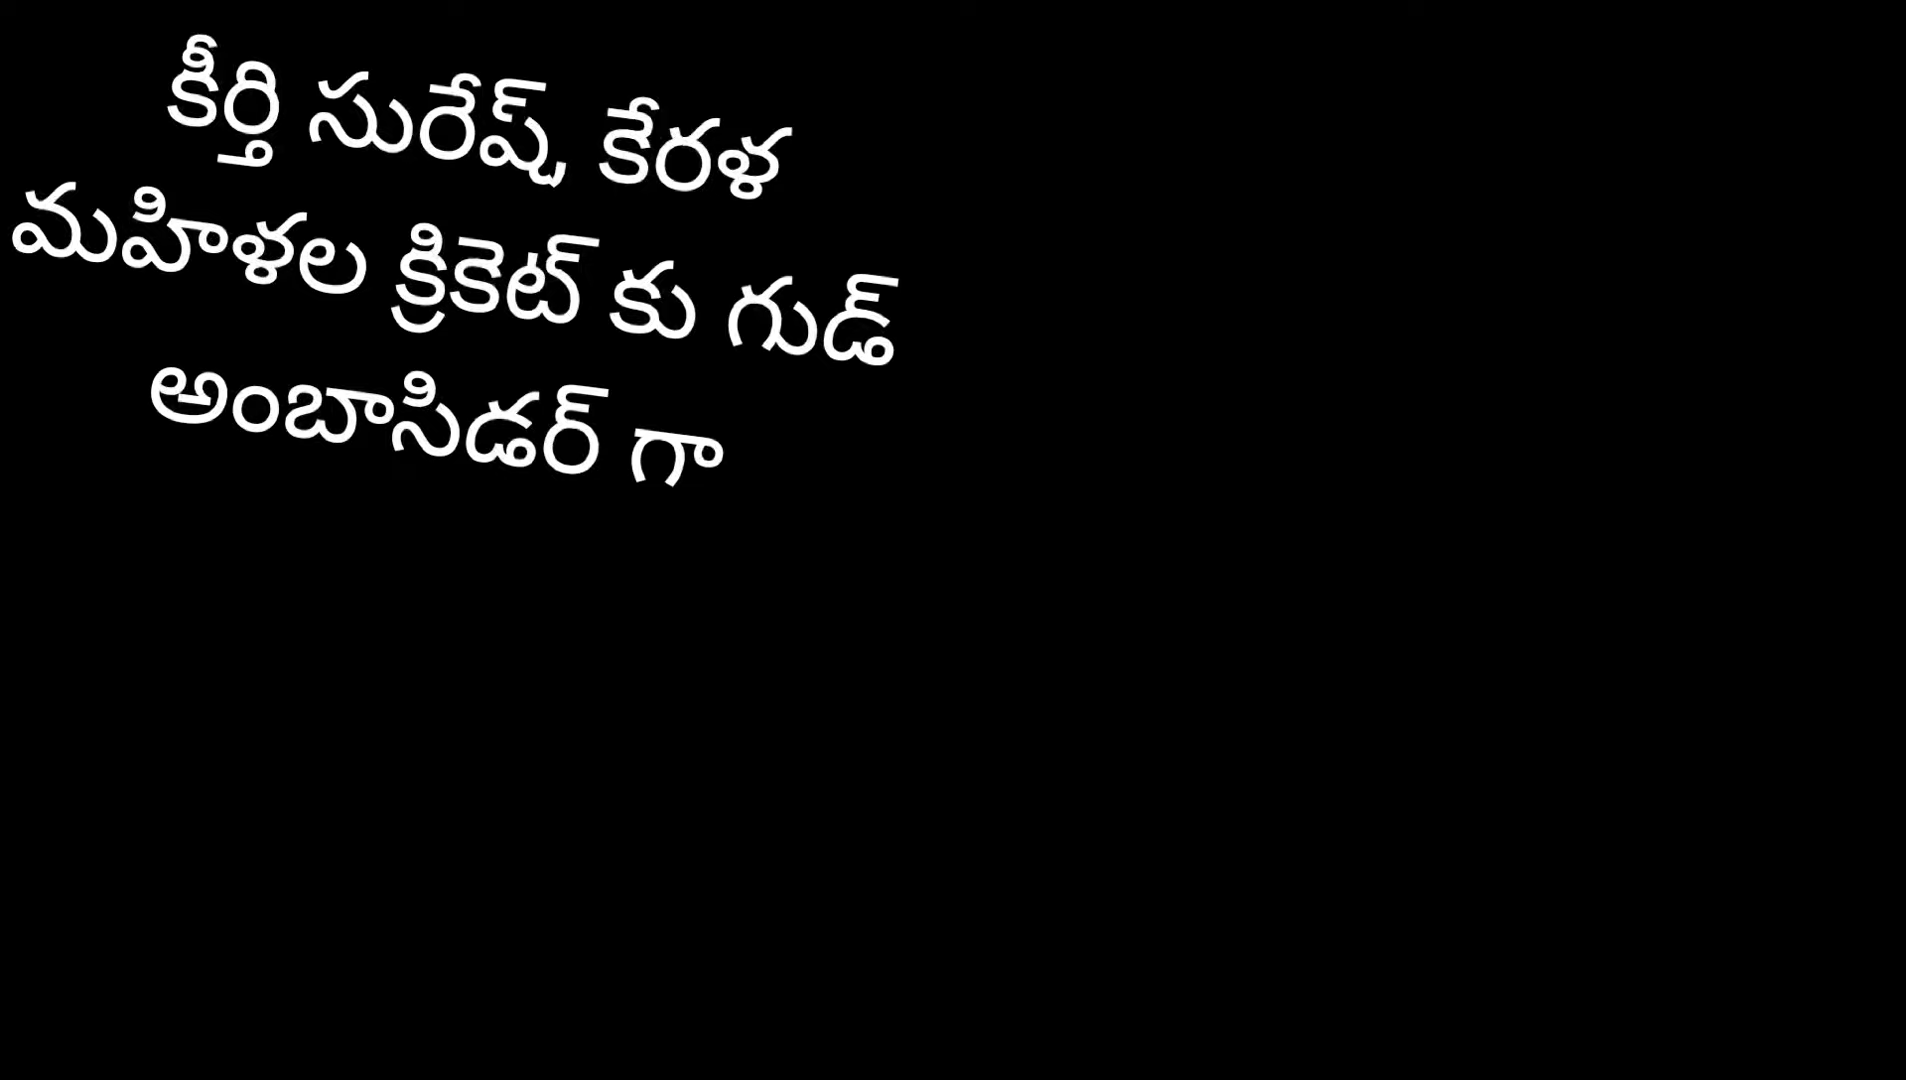 కీర్తి సురేష్, కేరళ
మహిళల క్రికెట్ కు గుడ్
అంబాసిడర్ గా